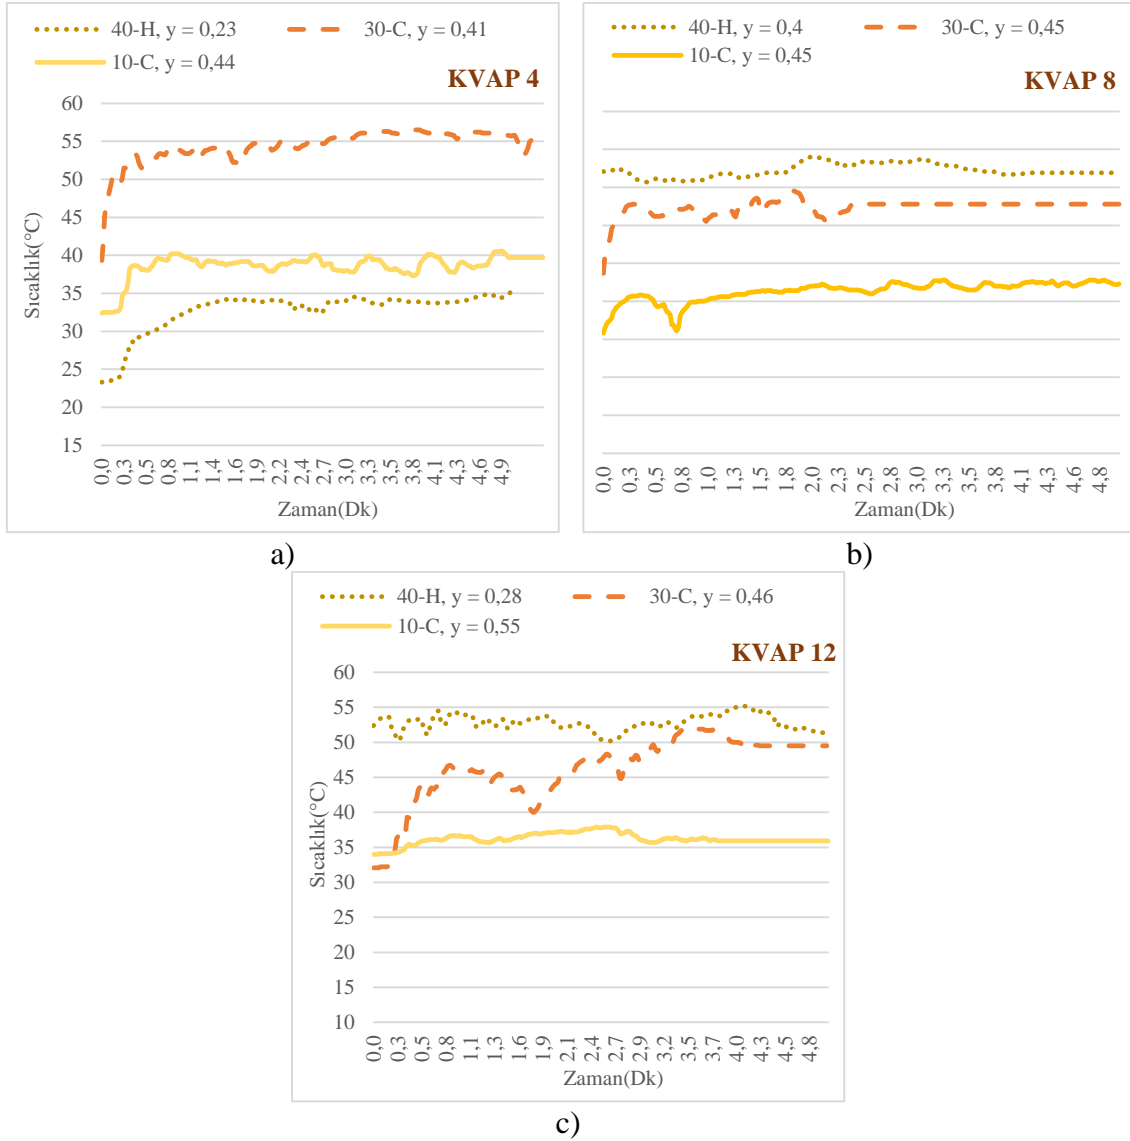 40-H, y = 0,23
30-C, y = 0,41
10-C, y = 0,44
KVAP 4
60
55
50
45
40
35
30
25
20
15
Sıcaklık(°C)
0,0 0,3 0,5 0,8 1,1 1,4 1,6 1,9 2,2 2,4 2,7 3,0 3,3 3,5 3,8 4,1 4,3 4,6 4,9
Zaman(Dk)
a)
40-H, y = 0,4
30-C, y = 0,45
10-C, y = 0,45
KVAP 8
0,0 0,3 0,5 0,8 1,0 1,3 1,5 1,8 2,0 2,3 2,5 2,8 3,0 3,3 3,5 3,8 4,1 4,3 4,6 4,8
Zaman(Dk)
b)
40-H, y = 0,28
30-C, y = 0,46
10-C, y = 0,55
KVAP 12
60
55
50
45
40
35
30
25
20
15
10
Sıcaklık(°C)
0,0 0,3 0,5 0,8 1,1 1,3 1,6 1,9 2,1 2,4 2,7 2,9 3,2 3,5 3,7 4,0 4,3 4,5 4,8
Zaman(Dk)
c)